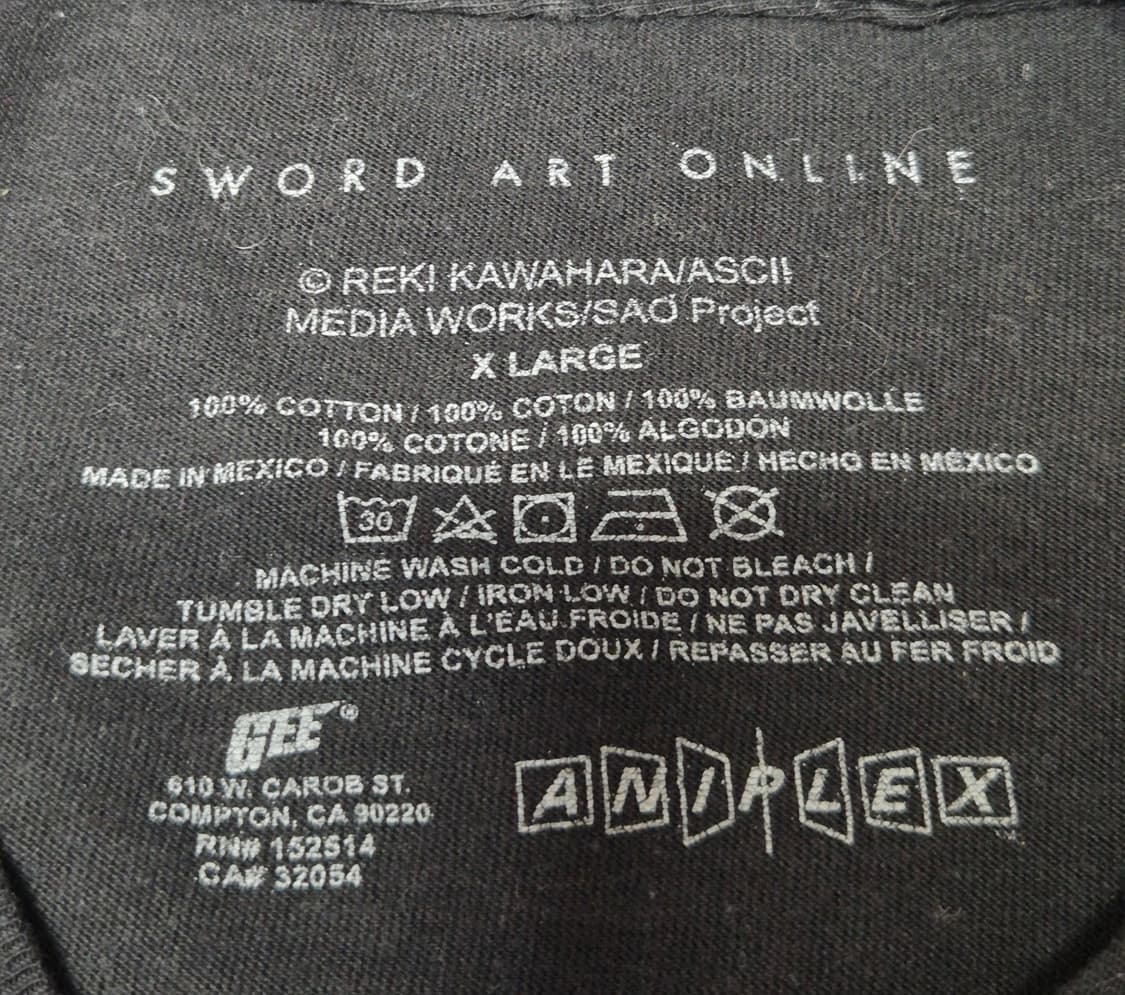 SWORD ART ONLINE
© REKI KAWAHARA/ASCII
MEDIA WORKS/SAO Project
X LARGE
100% COTTON / 100% COTON / 100% BAUMWOLLE
100% COTONE / 100% ALGODÓN
MADE IN MEXICO / FABRIQUÉ EN LE MEXIQUE / HECHO EN MÉXICO
30
MACHINE WASH COLD / DO NOT BLEACH /
TUMBLE DRY LOW / IRON LOW / DO NOT DRY CLEAN
LAVER À LA MACHINE À L'EAU FROIDE / NE PAS JAVELLISER /
SECHER À LA MACHINE CYCLE DOUX / REPASSER AU FER FROID
GEE®
610 W. CAROB ST.
COMPTON, CA 90220
RN# 152514
CA# 32054
ANIPLEX